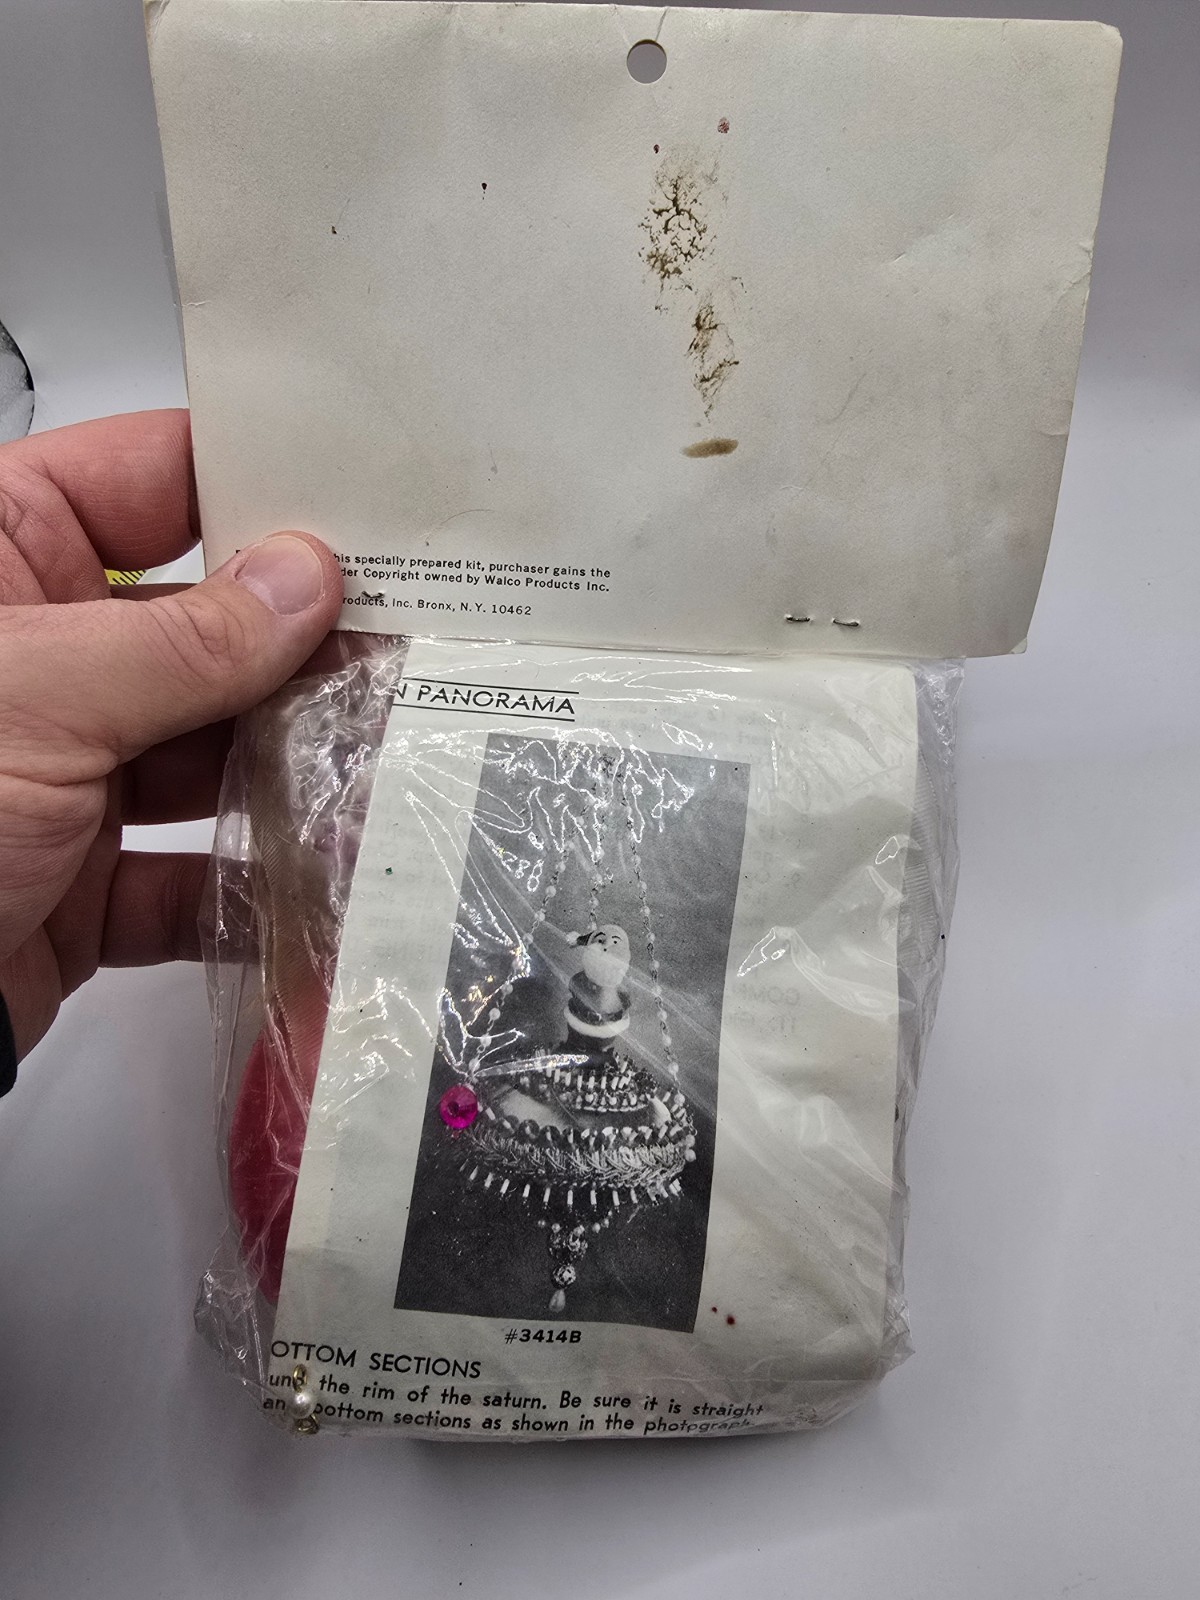 his specially prepared kit, purchaser gains the
der Copyright owned by Walco Products Inc.
roducts, Inc. Bronx, N.Y. 10462
N PANORAMA
#3414B
OTTOM SECTIONS
the rim of the saturn. Be sure it is straight
bottom sections as shown in the photograph